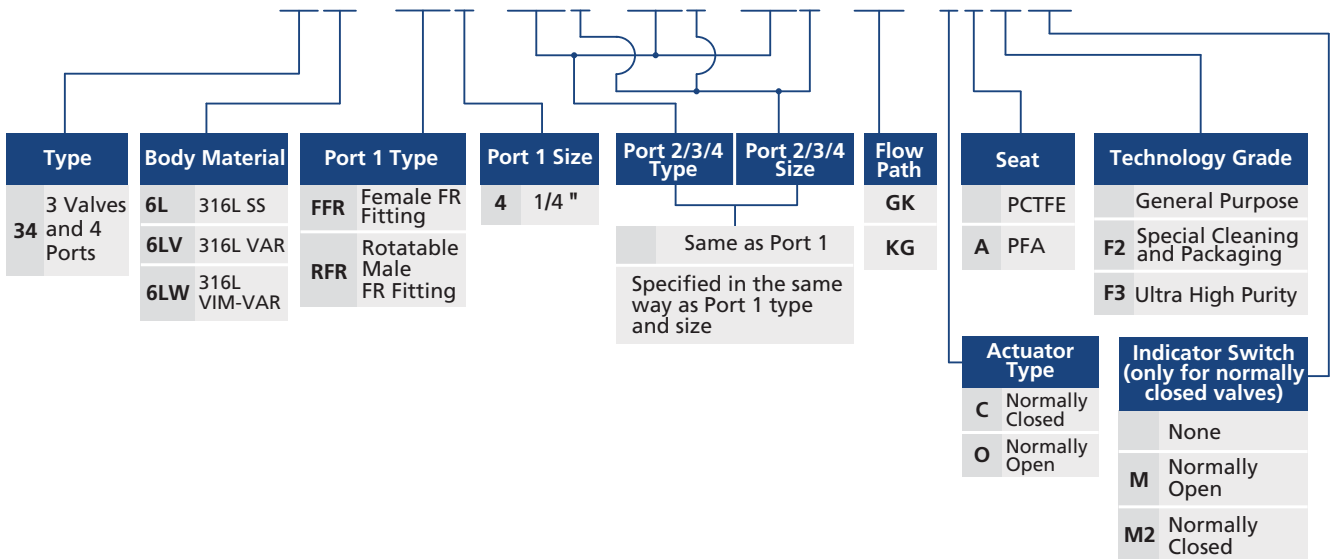 Type
34 3 Valves
and 4
Ports
Body Material
6L 316L SS
6LV 316L VAR
6LW 316L
VIM-VAR
Port 1 Type
FFR Female FR
Fitting
RFR Rotatable
Male
FR Fitting
Port 1 Size
4 1/4 "
Port 2/3/4
Type
Port 2/3/4
Size
Same as Port 1
Specified in the same
way as Port 1 type
and size
Flow
Path
GK
KG
Seat
PCTFE
A PFA
Technology Grade
General Purpose
F2 Special Cleaning
and Packaging
F3 Ultra High Purity
Actuator
Type
C Normally
Closed
O Normally
Open
Indicator Switch
(only for normally
closed valves)
None
M Normally
Open
M2 Normally
Closed